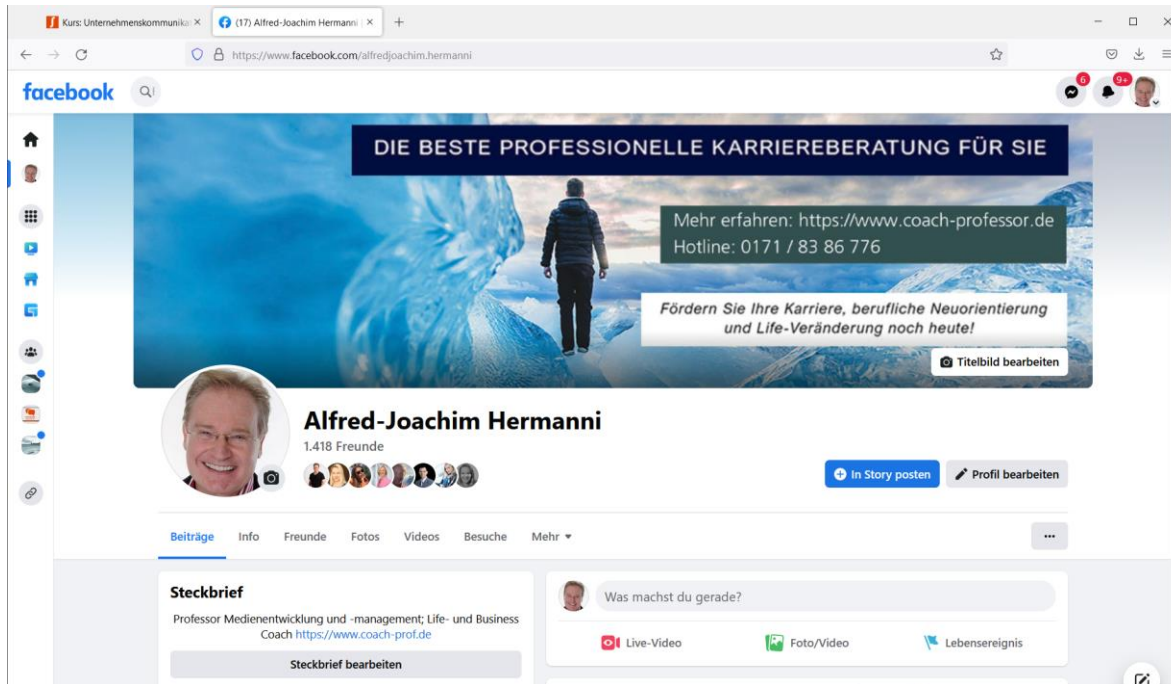 Kurs: Unternehmenskommunika
(17) Alfred-Joachim Hermanni |
https://www.facebook.com/alfredjoachim.hermanni
facebook
6
9+
DIE BESTE PROFESSIONELLE KARRIEREBERATUNG FÜR SIE
Mehr erfahren: https://www.coach-professor.de
Hotline: 0171 / 83 86 776
Fördern Sie Ihre Karriere, berufliche Neuorientierung
und Life-Veränderung noch heute!
Titelbild bearbeiten
Alfred-Joachim Hermanni
1.418 Freunde
In Story posten
Profil bearbeiten
Beiträge Info Freunde Fotos Videos Besuche Mehr
Steckbrief
Professor Medienentwicklung und -management; Life- und Business
Coach https://www.coach-prof.de
Steckbrief bearbeiten
Was machst du gerade?
Live-Video Foto/Video Lebensereignis